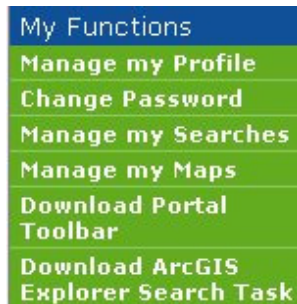 My Functions
Manage my Profile
Change Password
Manage my Searches
Manage my Maps
Download Portal
Toolbar
Download ArcGIS
Explorer Search Task